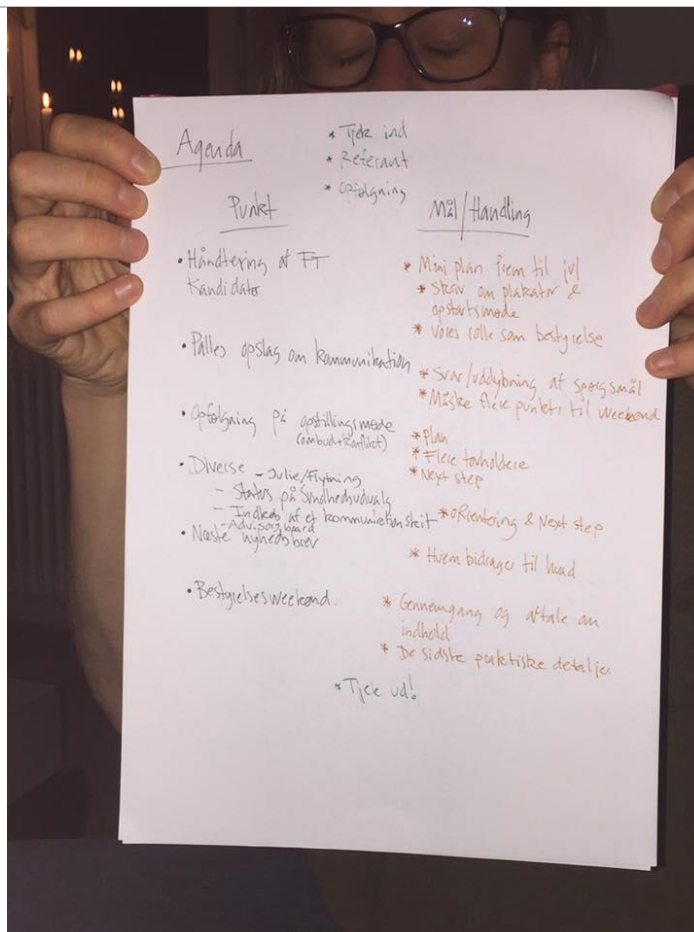 Agenda
* Tjek ind
* Referant
* Opfølgning
Punkt
• Håndtering af FT
Kandidatø
• Palles opslag om kommunikation
• Opfølgning på opstillingsmøde
(ombud+konflikt)
• Diverse - Julie/Flytning
- Status på Sundhedsudvalg
- Indkøb af et kommunietionskit
- Advisory board
• Næste nyhedsbrev
• Bestyrelsesweekend.
Mål/Handling
* Mini plan frem til jul
* Skriv om plakater &
opstartsmøde
* Vores rolle som bestyrelse
* Svar/uddybning af spørgsmål
* Måske flere punkts til weekend
* plan
* Flere tovholdere
* Next step
* ORientering & Next step
* Hvem bidrager til hvad
* Gennemgang og aftale om
indhold
* De sidste praktiske detaljer
* Tjek ud!